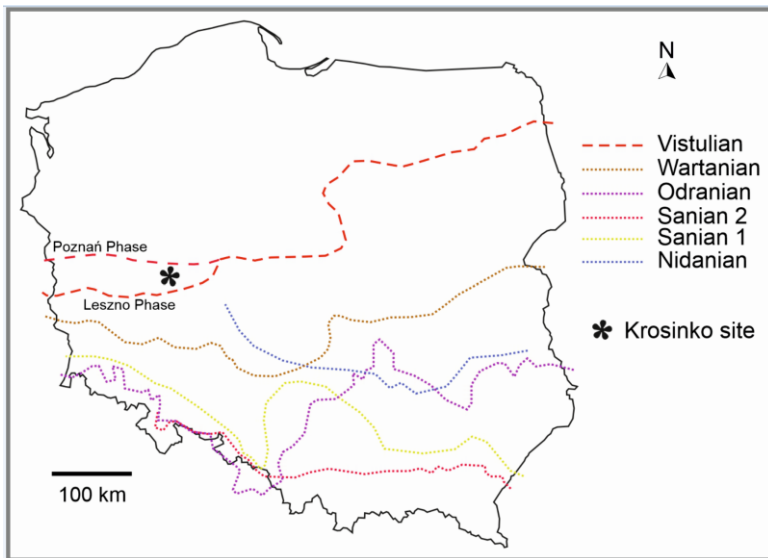 N
Vistulian
Wartanian
Odranian
Sanian 2
Sanian 1
Nidanian
Poznań Phase
Leszno Phase
Krosinko site
100 km